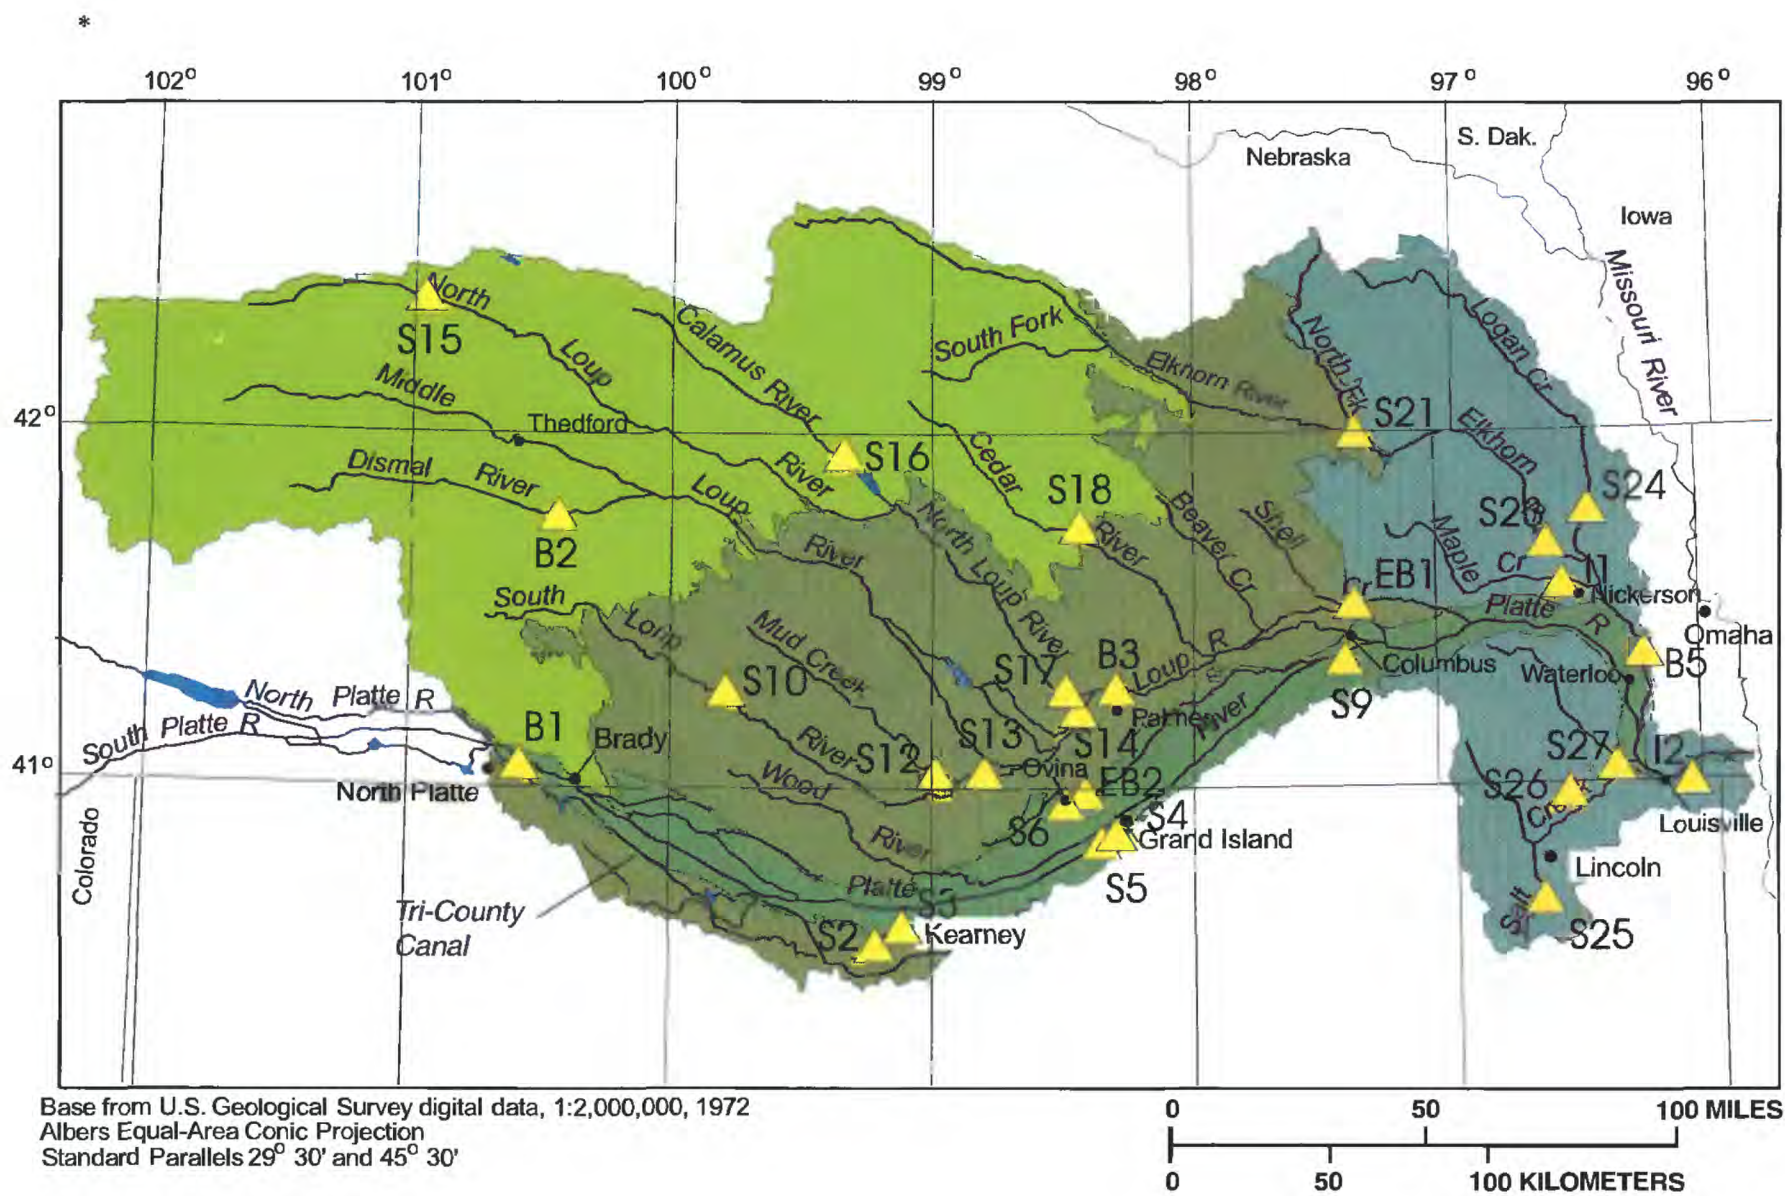 *
102° 101° 100° 99° 98° 97° 96°
S. Dak.
Nebraska
Iowa
Missouri River
North
S15
Loup
Calamus River
South Fork
Elkhorn River
North Frk
Logan Cr
Middle
42°
Thedford
S21
Elkhorn
Dismal River
Loup
River
S16
Cedar
S18
S24
B2
River
North Loup River
River
Beaver Cr
Shell
Cr
EB1
Maple
Cr
I1
Nickerson
Platte R
South
Loup
Mud Creek
S17
B3
Loup R
Columbus
Waterloo
Omaha
B5
North Platte R
S10
Palmer
S9
South Platte R
B1
Brady
River
S12
S13
S14
River
S27
I2
41°
North Platte
Wood
Ovina
EB2
S26
Creek
Louisville
River
S6
S4
Grand Island
Colorado
Lincoln
Platte
S5
S3
Tri-County
Canal
S2
Kearney
Salt
S25
Base from U.S. Geological Survey digital data, 1:2,000,000, 1972
Albers Equal-Area Conic Projection
Standard Parallels 29° 30' and 45° 30'
0 50 100 MILES
0 50 100 KILOMETERS